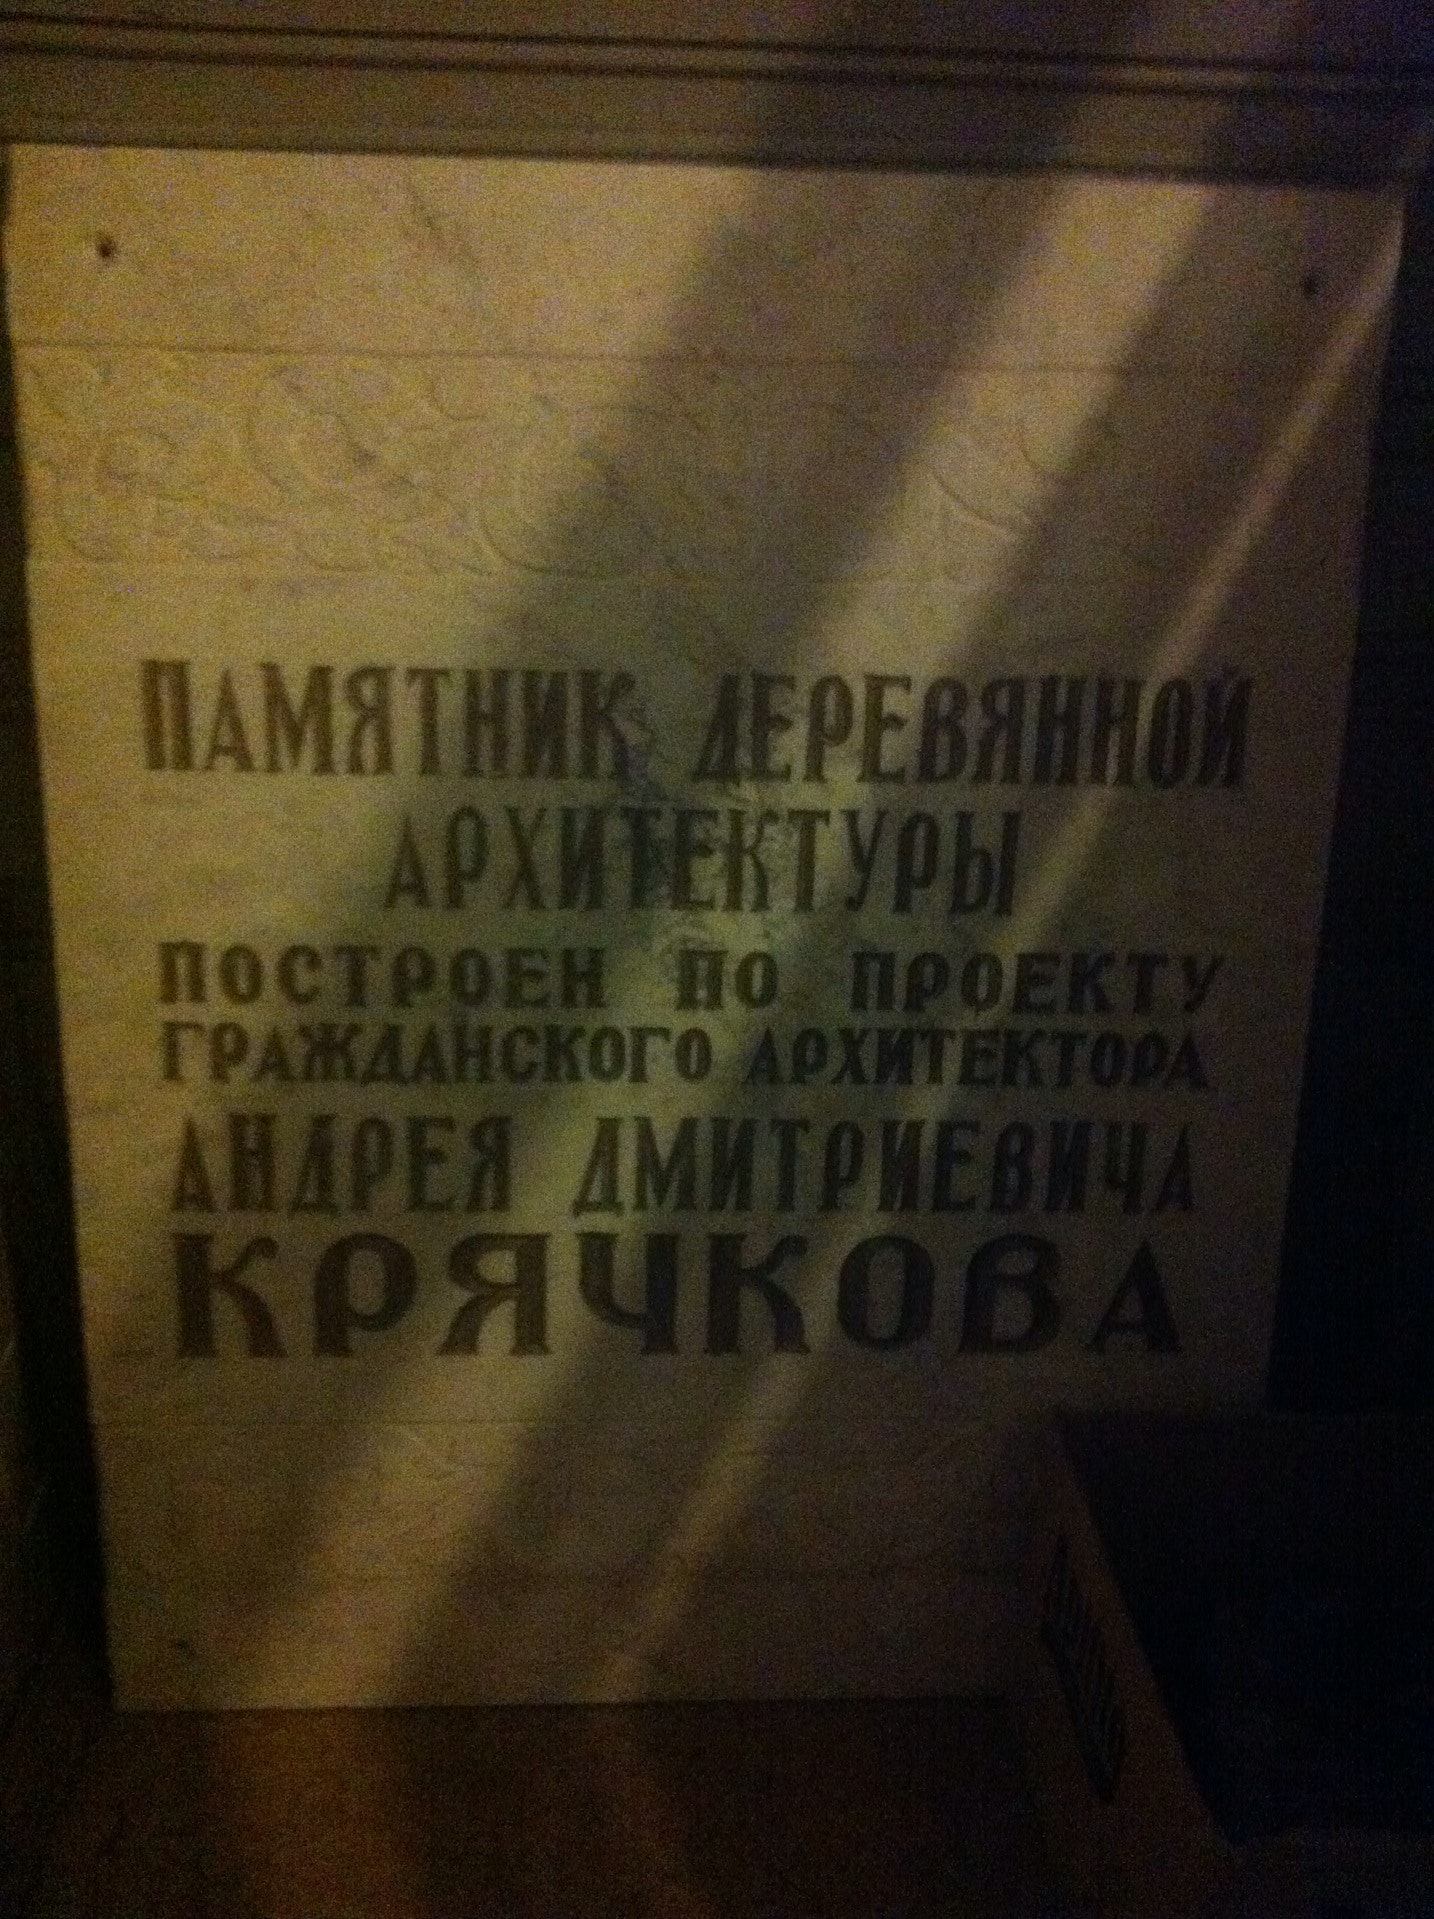 ПАМЯТНИК ДЕРЕВЯННОЙ
АРХИТЕКТУРЫ
ПОСТРОЕН ПО ПРОЕКТУ
ГРАЖДАНСКОГО АРХИТЕКТОРА
АНДРЕЯ ДМИТРИЕВИЧА
КРЯЧКОВА